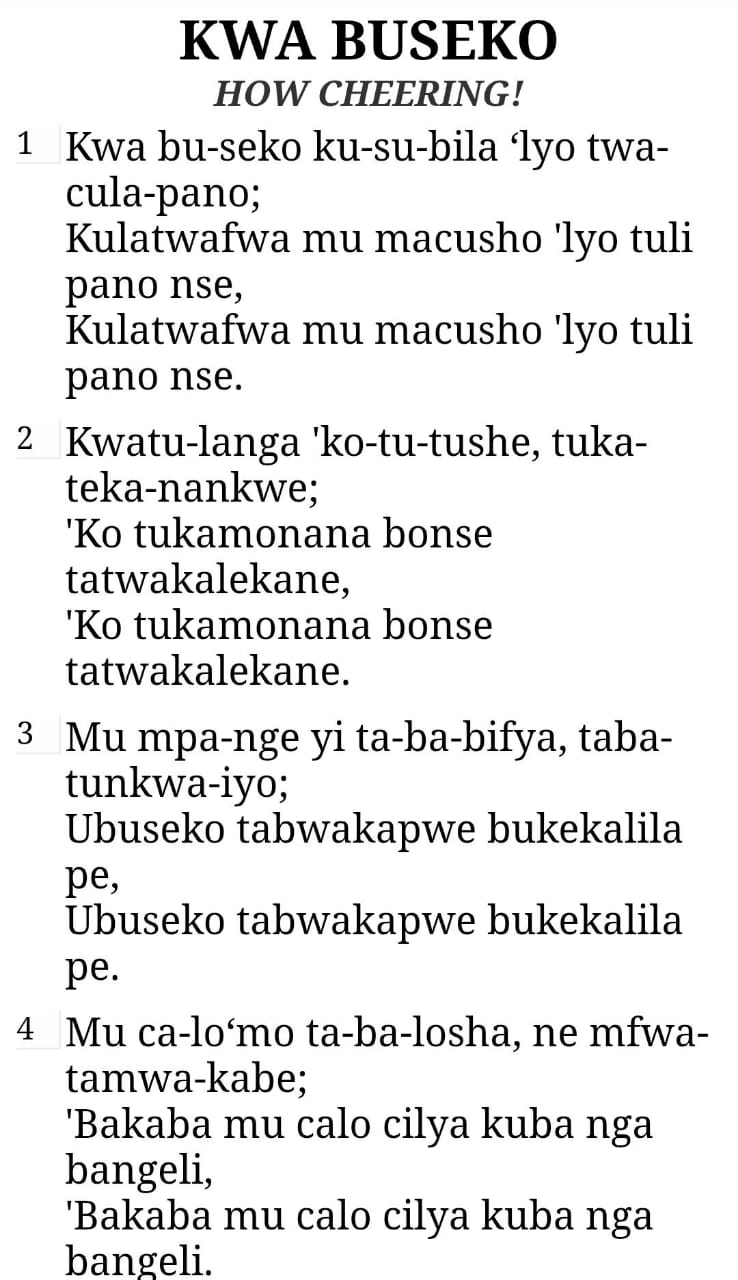 KWA BUSEKO
HOW CHEERING!
1 Kwa bu-seko ku-su-bila ‘lyo twa-
cula-pano;
Kulatwafwa mu macusho 'lyo tuli
pano nse,
Kulatwafwa mu macusho 'lyo tuli
pano nse.
2 Kwatu-langa 'ko-tu-tushe, tuka-
teka-nankwe;
'Ko tukamonana bonse
tatwakalekane,
'Ko tukamonana bonse
tatwakalekane.
3 Mu mpa-nge yi ta-ba-bifya, taba-
tunkwa-iyo;
Ubuseko tabwakapwe bukekalila
pe,
Ubuseko tabwakapwe bukekalila
pe.
4 Mu ca-lo‘mo ta-ba-losha, ne mfwa-
tamwa-kabe;
'Bakaba mu calo cilya kuba nga
bangeli,
'Bakaba mu calo cilya kuba nga
bangeli.